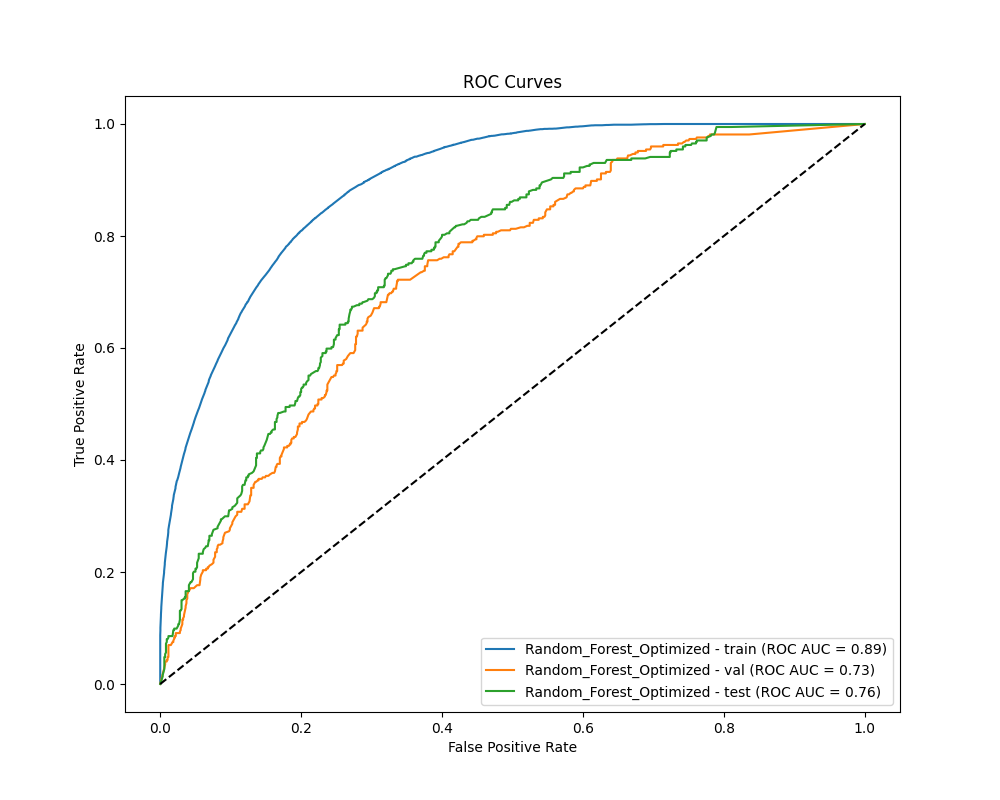 ROC Curves
1.0
0.8
0.6
0.4
0.2
0.0
True Positive Rate
0.0 0.2 0.4 0.6 0.8 1.0
False Positive Rate
Random_Forest_Optimized - train (ROC AUC = 0.89)
Random_Forest_Optimized - val (ROC AUC = 0.73)
Random_Forest_Optimized - test (ROC AUC = 0.76)